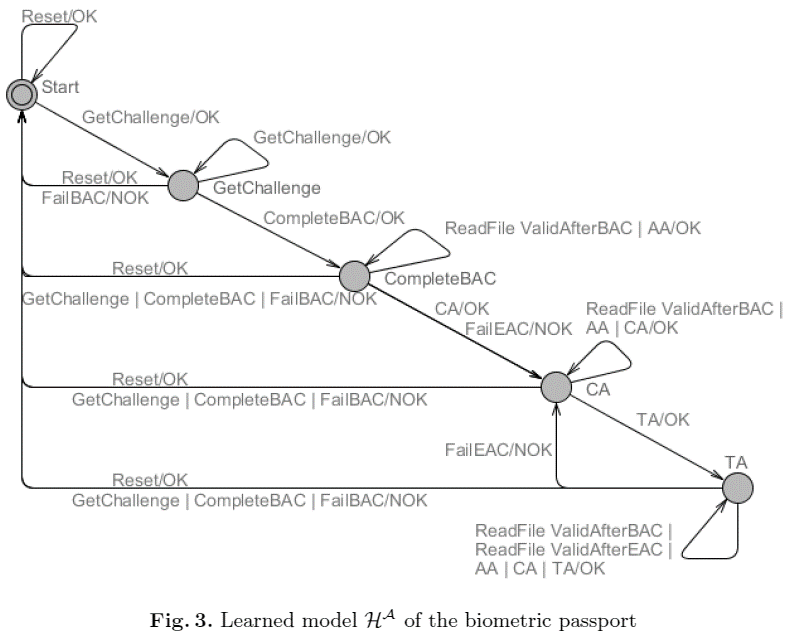 Reset/OK
Start
GetChallenge/OK
GetChallenge/OK
Reset/OK
GetChallenge
FailBAC/NOK
CompleteBAC/OK
ReadFile ValidAfterBAC | AA/OK
Reset/OK
CompleteBAC
GetChallenge | CompleteBAC | FailBAC/NOK
CA/OK
FailEAC/NOK
ReadFile ValidAfterBAC |
AA | CA/OK
Reset/OK
CA
GetChallenge | CompleteBAC | FailBAC/NOK
TA/OK
FailEAC/NOK
TA
Reset/OK
GetChallenge | CompleteBAC | FailBAC/NOK
ReadFile ValidAfterBAC |
ReadFile ValidAfterEAC |
AA | CA | TA/OK
Fig. 3. Learned model ℋ^𝒜 of the biometric passport